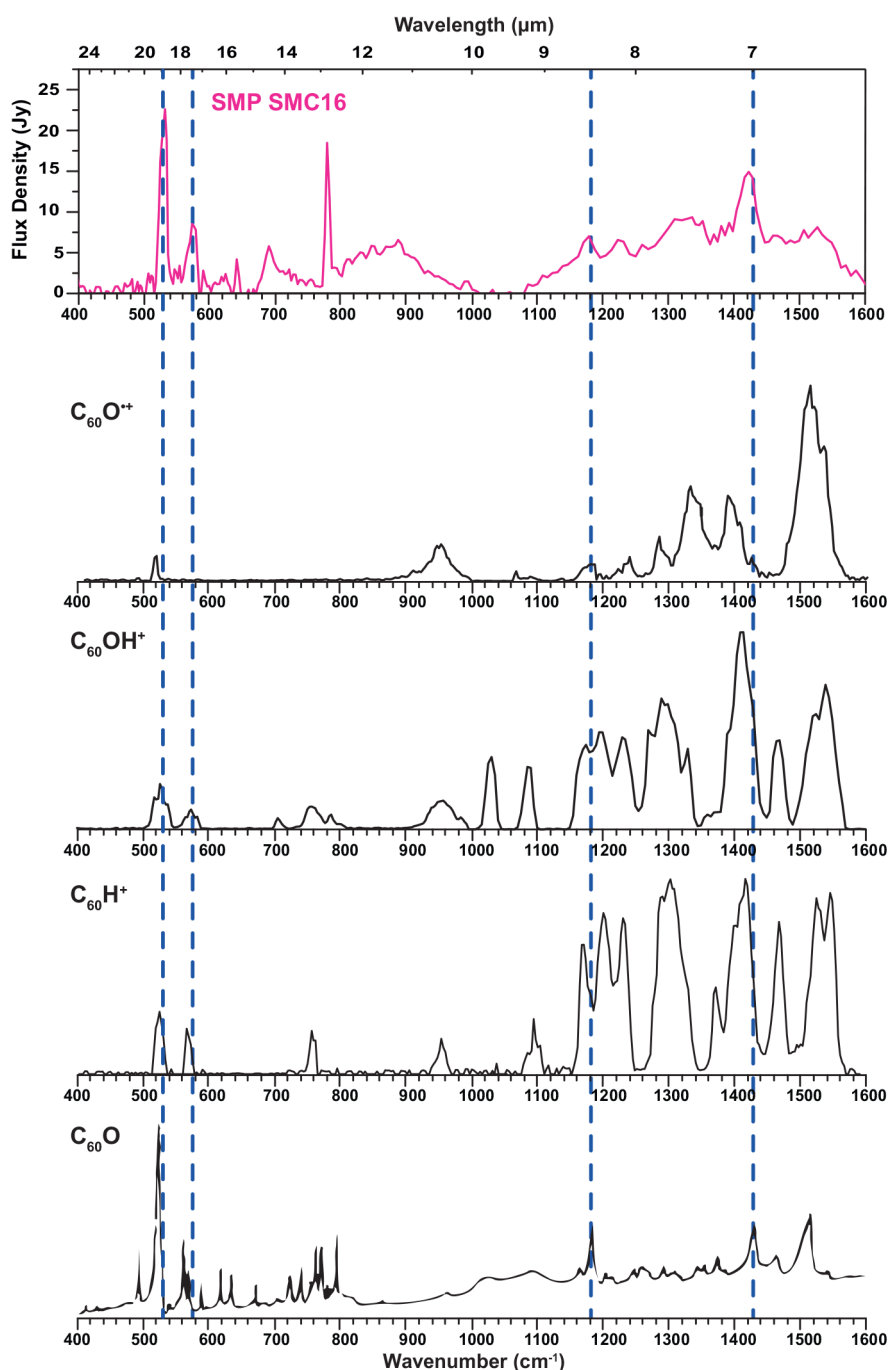 Wavelength (μm)
24 20 18 16 14 12 10 9 8 7
SMP SMC16
Flux Density (Jy)
25
20
15
10
5
0
400 500 600 700 800 900 1000 1100 1200 1300 1400 1500 1600
C₆₀O•⁺
400 500 600 700 800 900 1000 1100 1200 1300 1400 1500 1600
C₆₀OH⁺
400 500 600 700 800 900 1000 1100 1200 1300 1400 1500 1600
C₆₀H⁺
400 500 600 700 800 900 1000 1100 1200 1300 1400 1500 1600
C₆₀O
400 500 600 700 800 900 1000 1100 1200 1300 1400 1500 1600
Wavenumber (cm⁻¹)